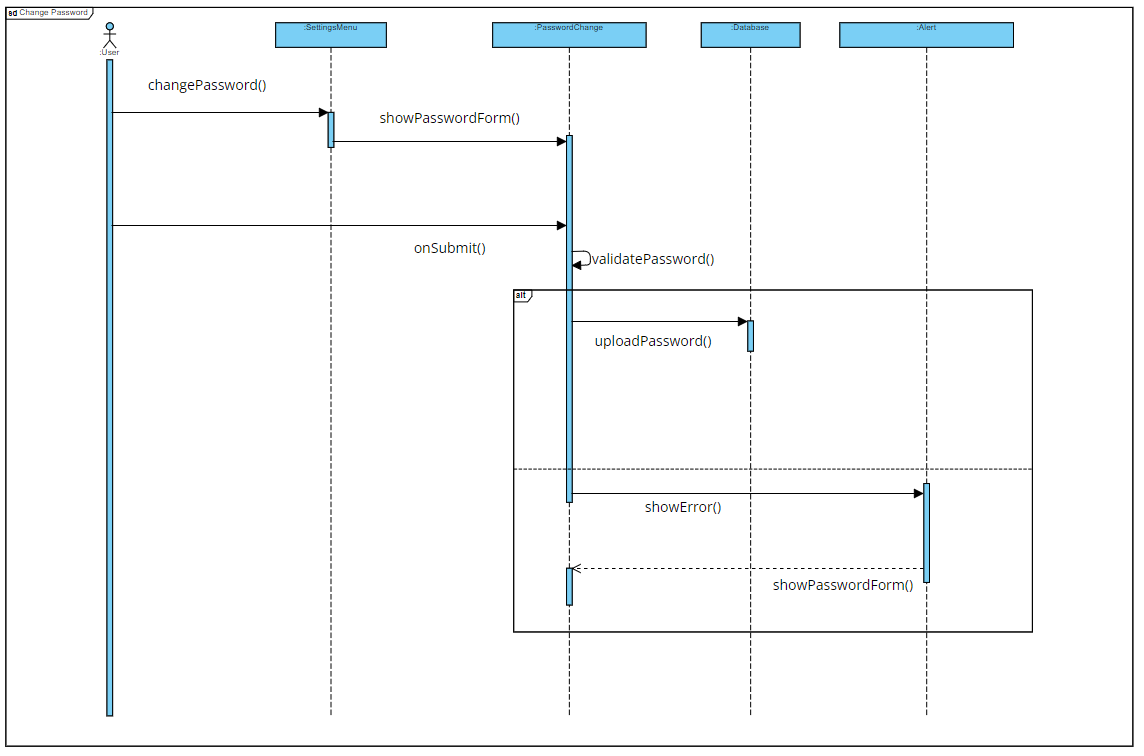 sd Change Password
:User
:SettingsMenu
:PasswordChange
:Database
:Alert
changePassword()
showPasswordForm()
onSubmit()
validatePassword()
alt
uploadPassword()
showError()
showPasswordForm()